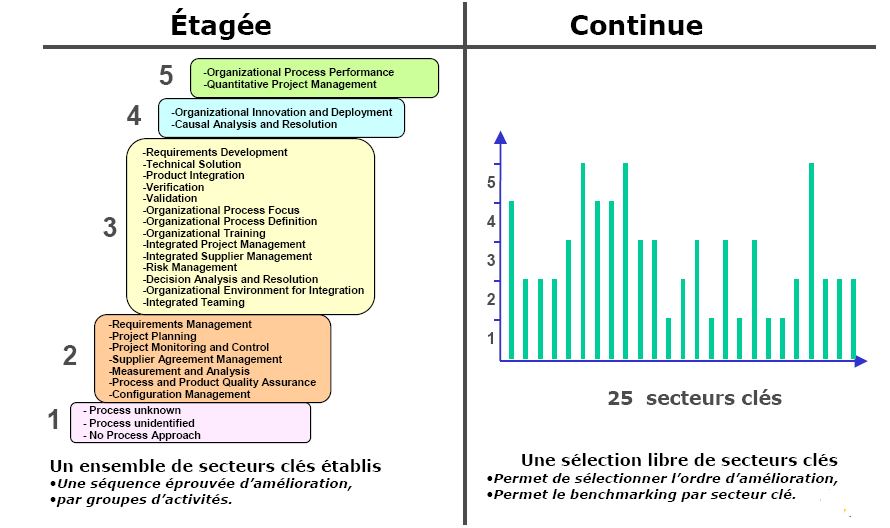 Étagée
5
-Organizational Process Performance
-Quantitative Project Management
4
-Organizational Innovation and Deployment
-Causal Analysis and Resolution
3
-Requirements Development
-Technical Solution
-Product Integration
-Verification
-Validation
-Organizational Process Focus
-Organizational Process Definition
-Organizational Training
-Integrated Project Management
-Integrated Supplier Management
-Risk Management
-Decision Analysis and Resolution
-Organizational Environment for Integration
-Integrated Teaming
2
-Requirements Management
-Project Planning
-Project Monitoring and Control
-Supplier Agreement Management
-Measurement and Analysis
-Process and Product Quality Assurance
-Configuration Management
1
- Process unknown
- Process unidentified
- No Process Approach
Un ensemble de secteurs clés établis
•Une séquence éprouvée d’amélioration,
•par groupes d’activités.
Continue
5
4
3
2
1
25 secteurs clés
Une sélection libre de secteurs clés
•Permet de sélectionner l’ordre d’amélioration,
•Permet le benchmarking par secteur clé.